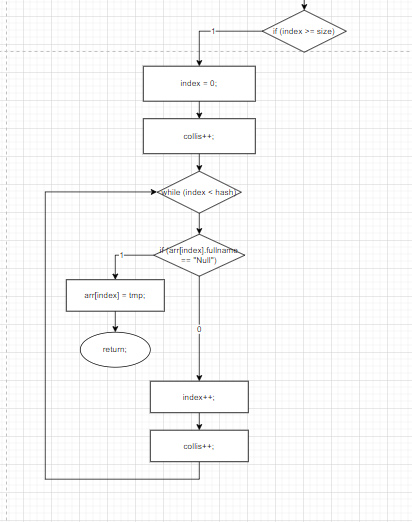 if (index >= size)
1
index = 0;
collis++;
while (index < hash)
if (arr[index].fullname
== "Null")
1
arr[index] = tmp;
return;
0
index++;
collis++;